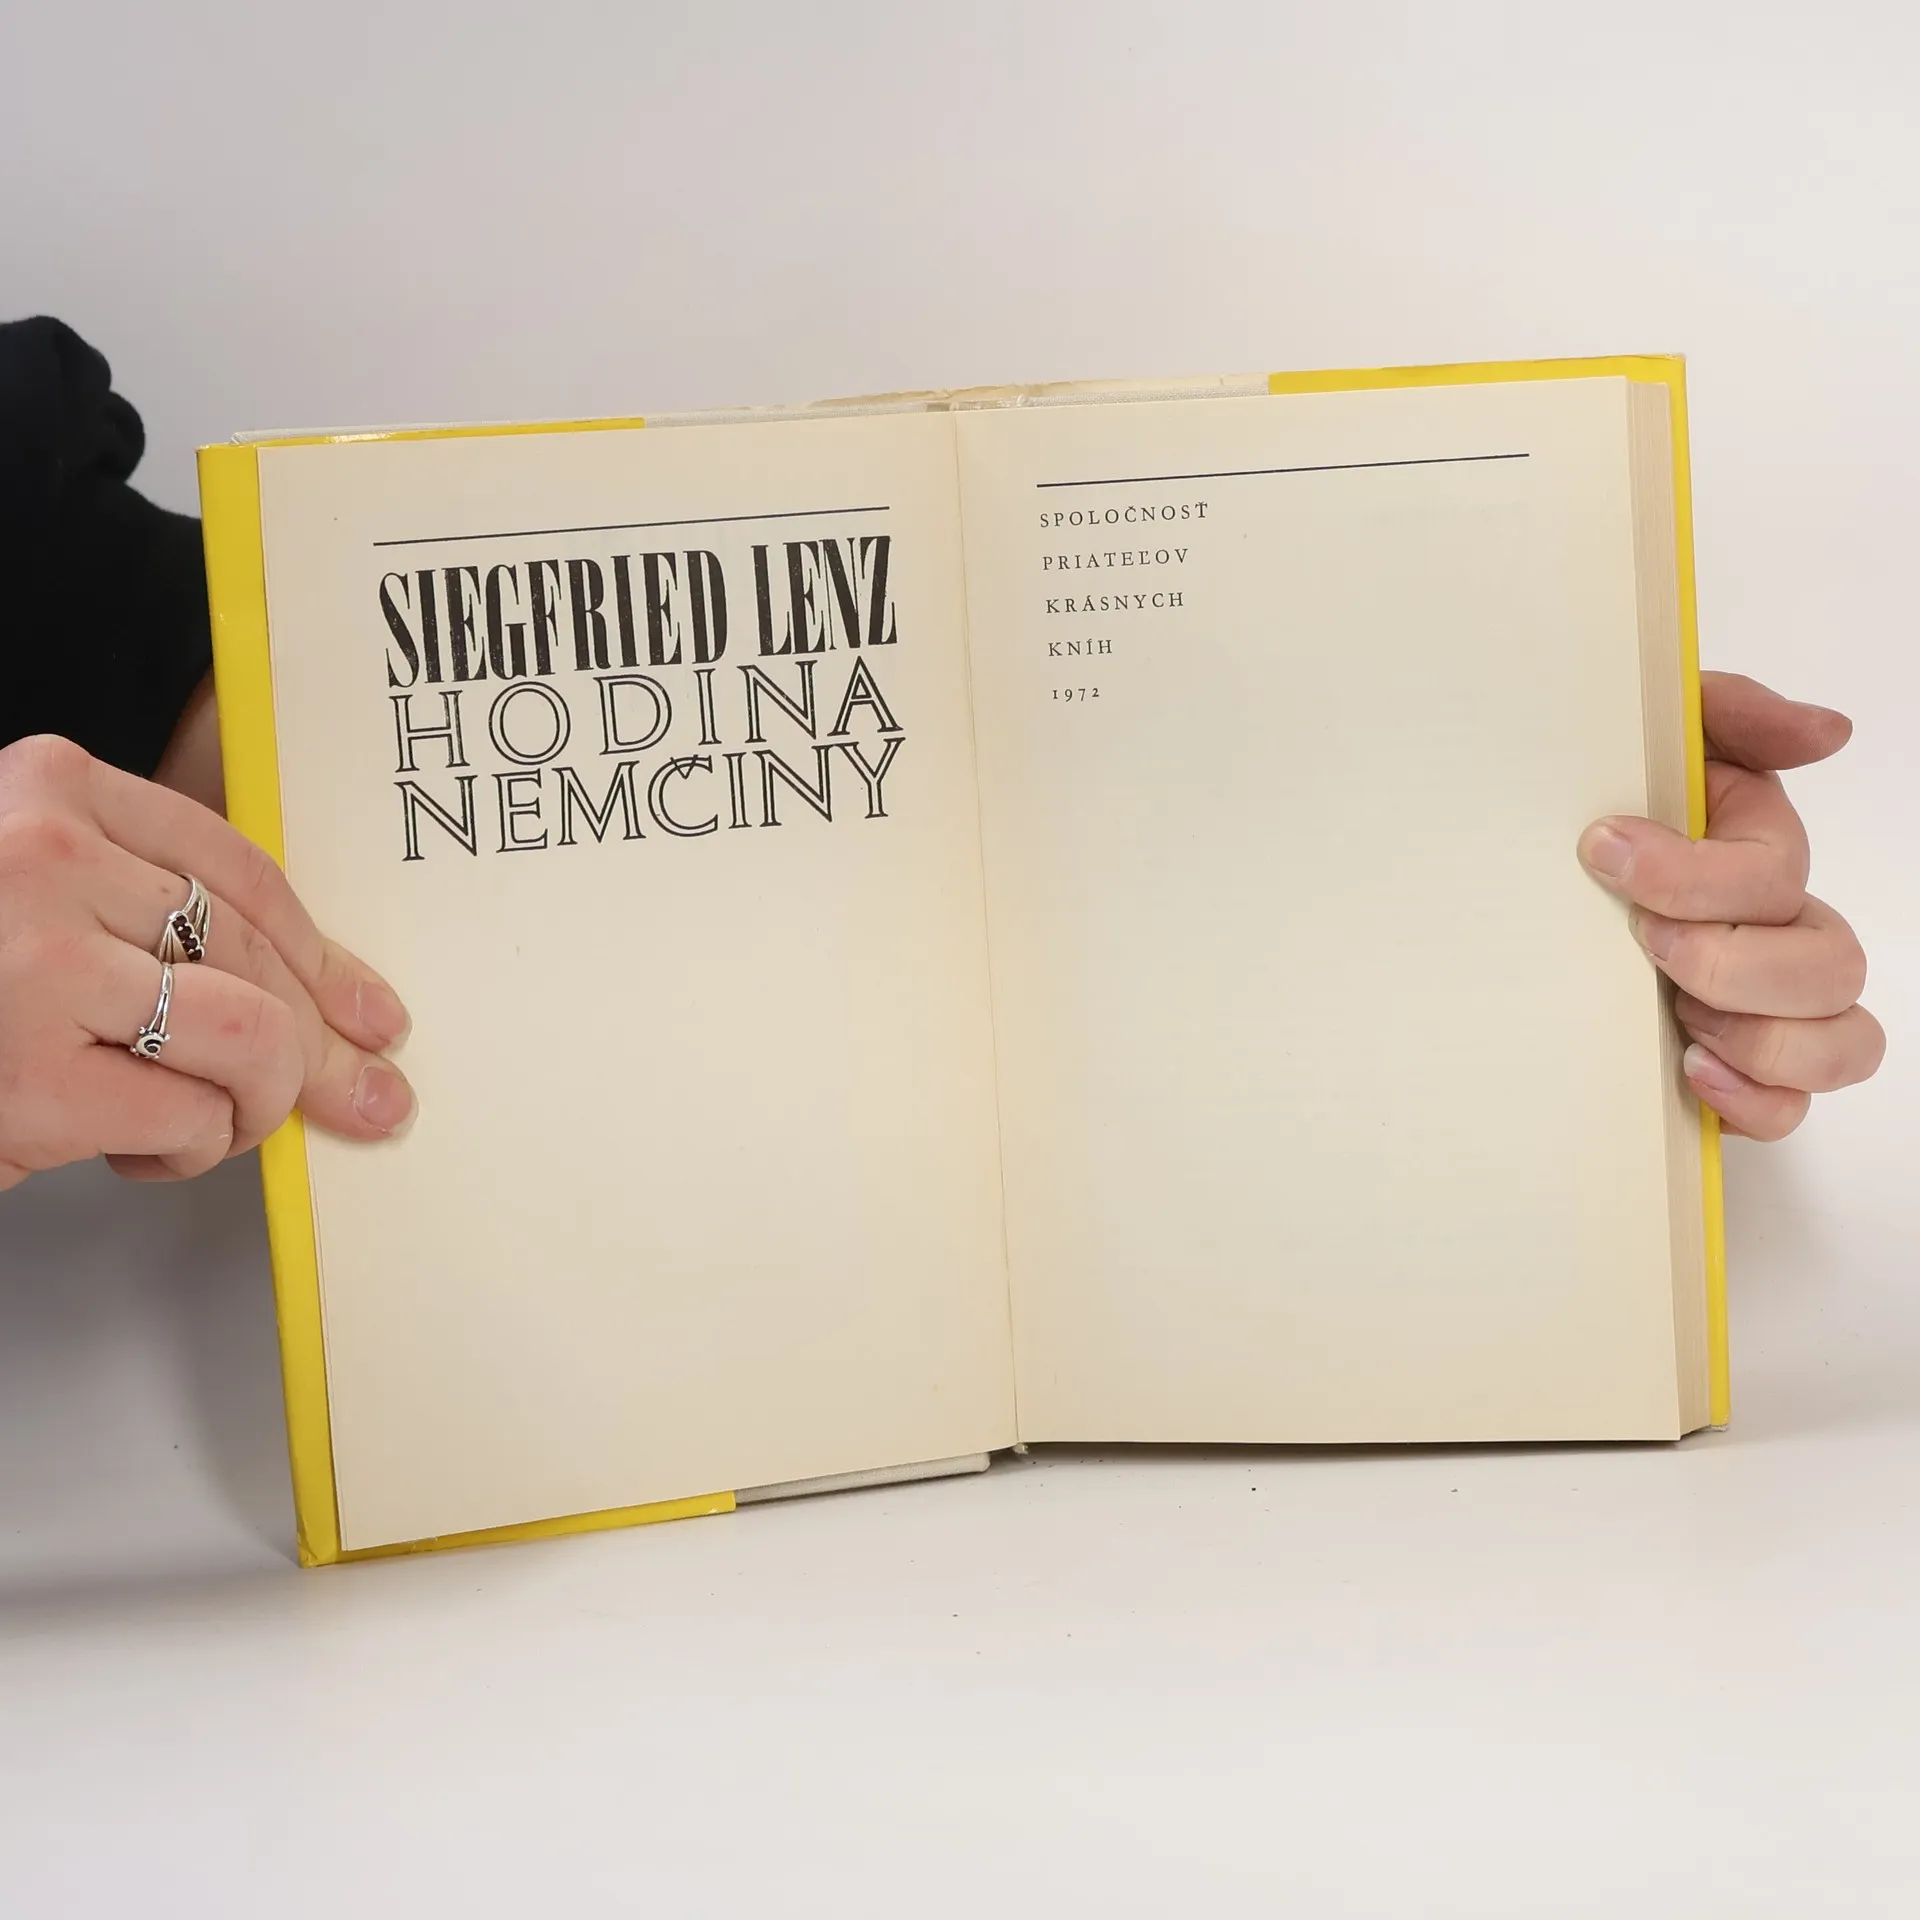 SIEGFRIED LENZ
HODINA
NEMČINY
SPOLOČNOSŤ
PRIATEĽOV
KRÁSNYCH
KNÍH
1972